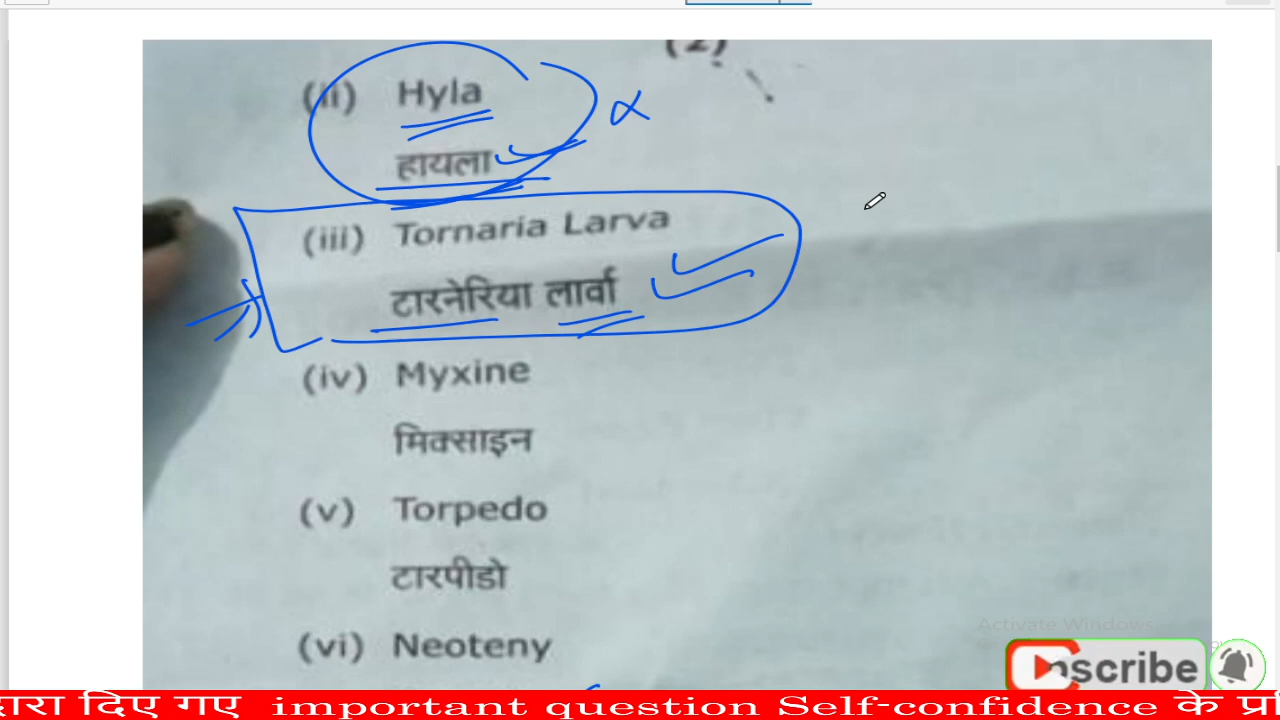 (2)
(ii) Hyla
हायला
(iii) Tornaria Larva
टारनेरिया लार्वा
(iv) Myxine
मिक्साइन
(v) Torpedo
टारपीडो
(vi) Neoteny
Activate Windows
scribe
दिए गए important question Self-confidence के